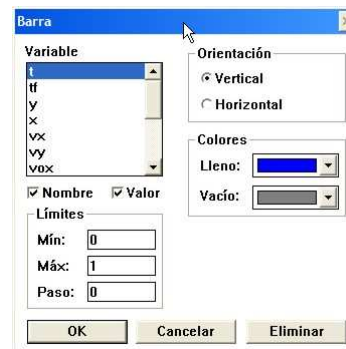 Barra
Variable
t
tf
y
x
vx
vy
vox
Nombre Valor
Límites
Mín: 0
Máx: 1
Paso: 0
Orientación
Vertical
Horizontal
Colores
Lleno:
Vacío:
OK Cancelar Eliminar